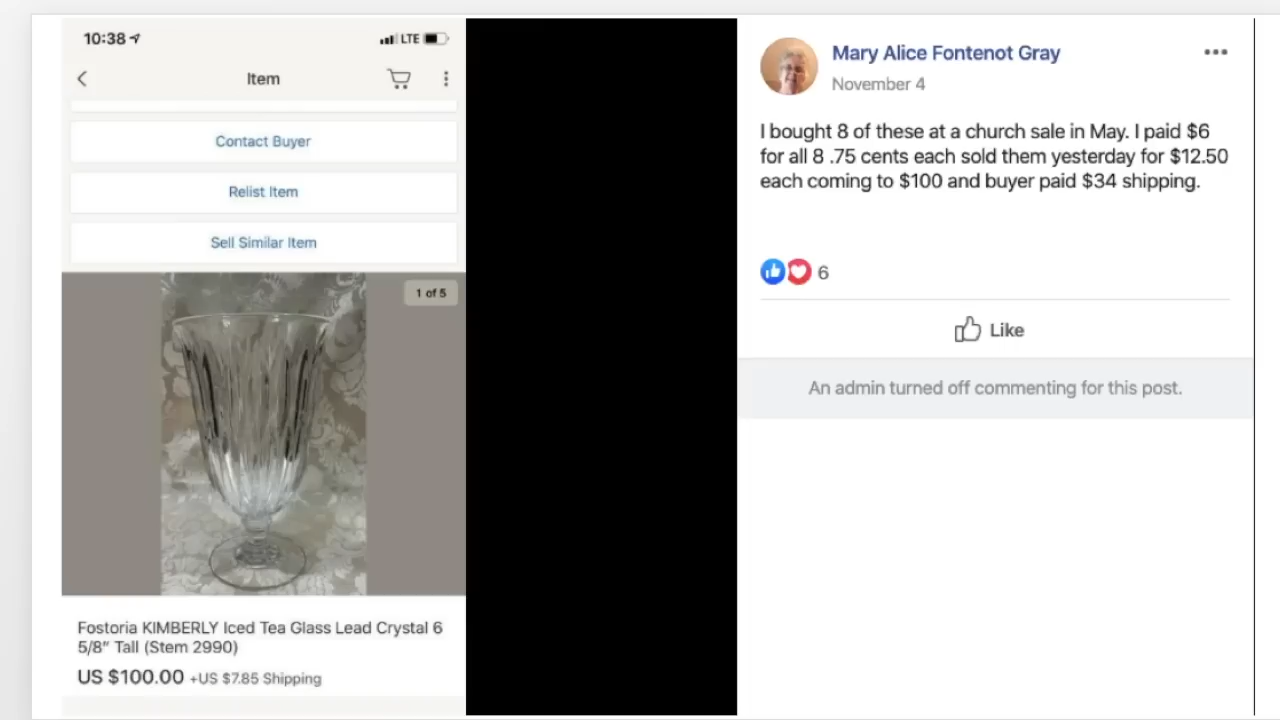 10:38
LTE
Item
Contact Buyer
Relist Item
Sell Similar Item
1 of 5
Fostoria KIMBERLY Iced Tea Glass Lead Crystal 6
5/8" Tall (Stem 2990)
US $100.00 +US $7.85 Shipping
Mary Alice Fontenot Gray
November 4
I bought 8 of these at a church sale in May. I paid $6
for all 8 .75 cents each sold them yesterday for $12.50
each coming to $100 and buyer paid $34 shipping.
6
Like
An admin turned off commenting for this post.